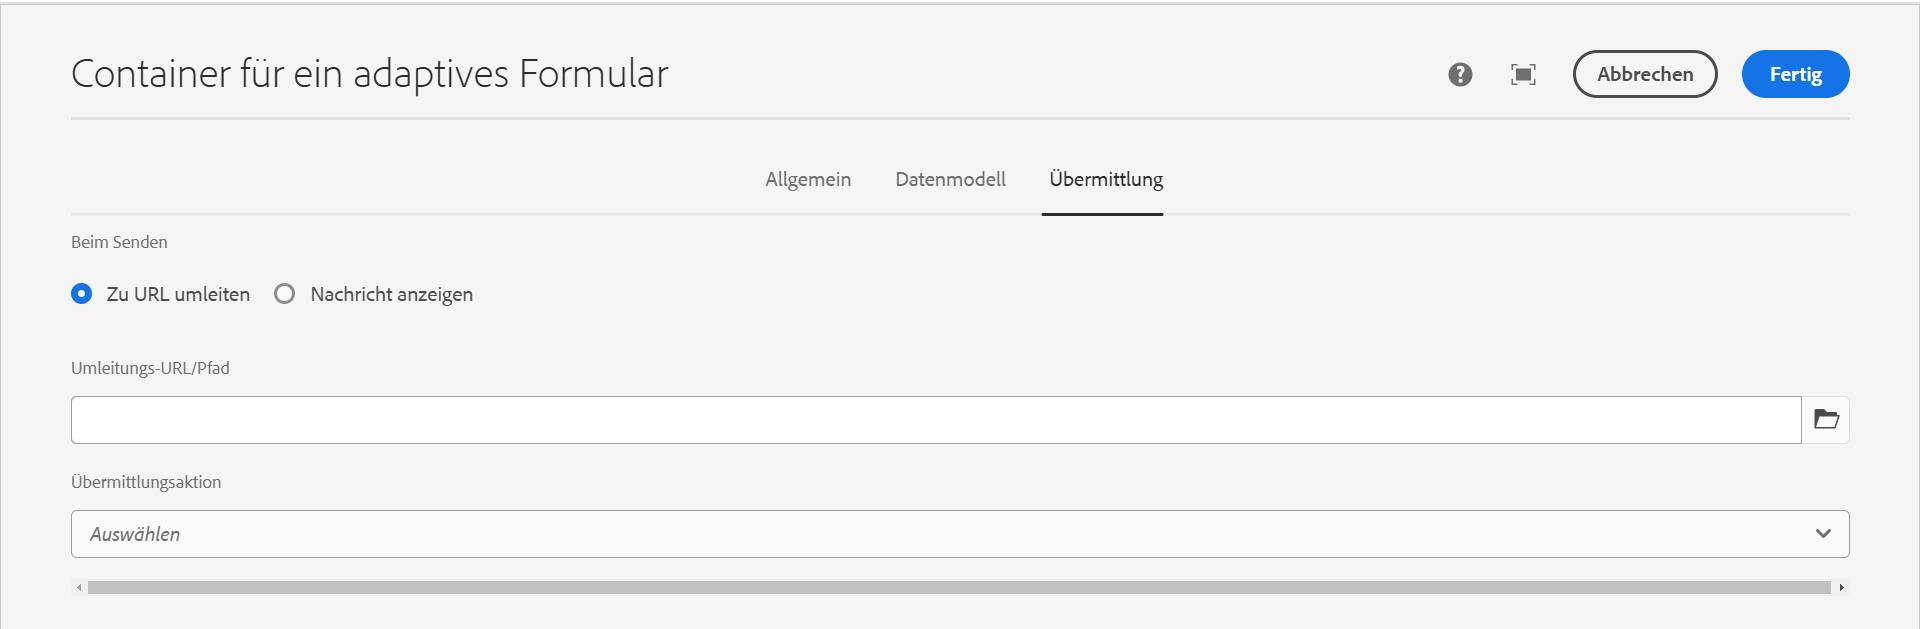 Container für ein adaptives Formular
Abbrechen
Fertig
Allgemein
Datenmodell
Übermittlung
Beim Senden
Zu URL umleiten
Nachricht anzeigen
Umleitungs-URL/Pfad
Übermittlungsaktion
Auswählen